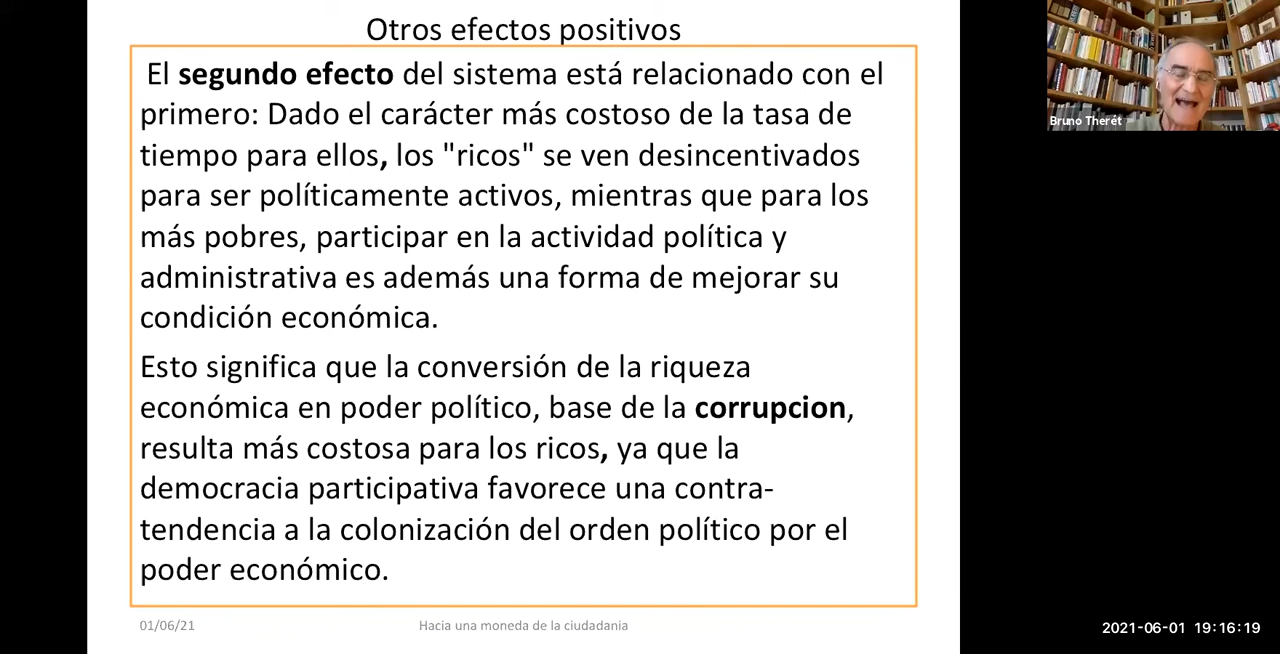 Otros efectos positivos
El segundo efecto del sistema está relacionado con el
primero: Dado el carácter más costoso de la tasa de
tiempo para ellos, los "ricos" se ven desincentivados
para ser políticamente activos, mientras que para los
más pobres, participar en la actividad política y
administrativa es además una forma de mejorar su
condición económica.
Esto significa que la conversión de la riqueza
económica en poder político, base de la corrupcion,
resulta más costosa para los ricos, ya que la
democracia participativa favorece una contra-
tendencia a la colonización del orden político por el
poder económico.
01/06/21
Hacia una moneda de la ciudadania
Bruno Therét
2021-06-01 19:16:19